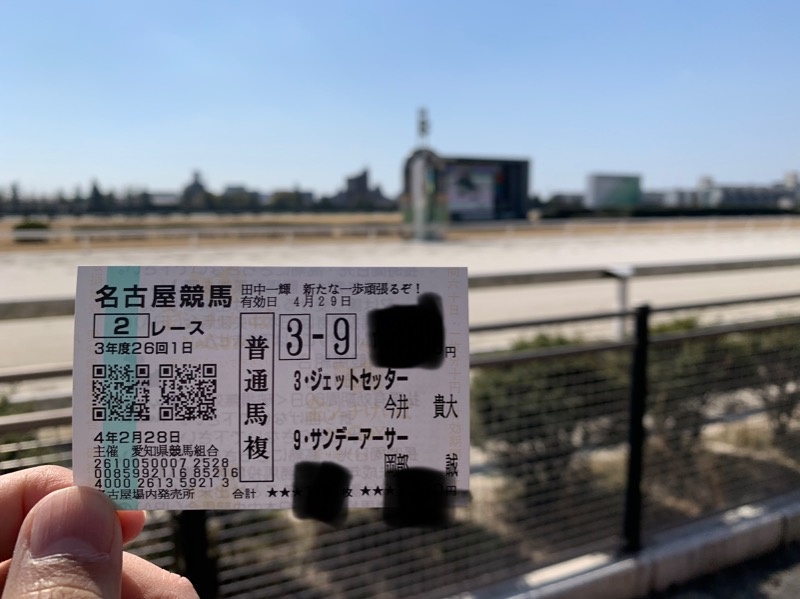 名古屋競馬 田中一輝 新たな一歩頑張るぞ！
有効日 4月29日
2 レース
3年度26回1日
普通馬複
3-9
円
3・ジェットセッター
今井 貴大
9・サンデーアーサー
岡部 誠
4年2月28日
主催 愛知県競馬組合
2610050007 2528
0085992116 85216
4000 2613 5921 3
名古屋場内発売所 合計 ★★★ 枚 ★★ 円